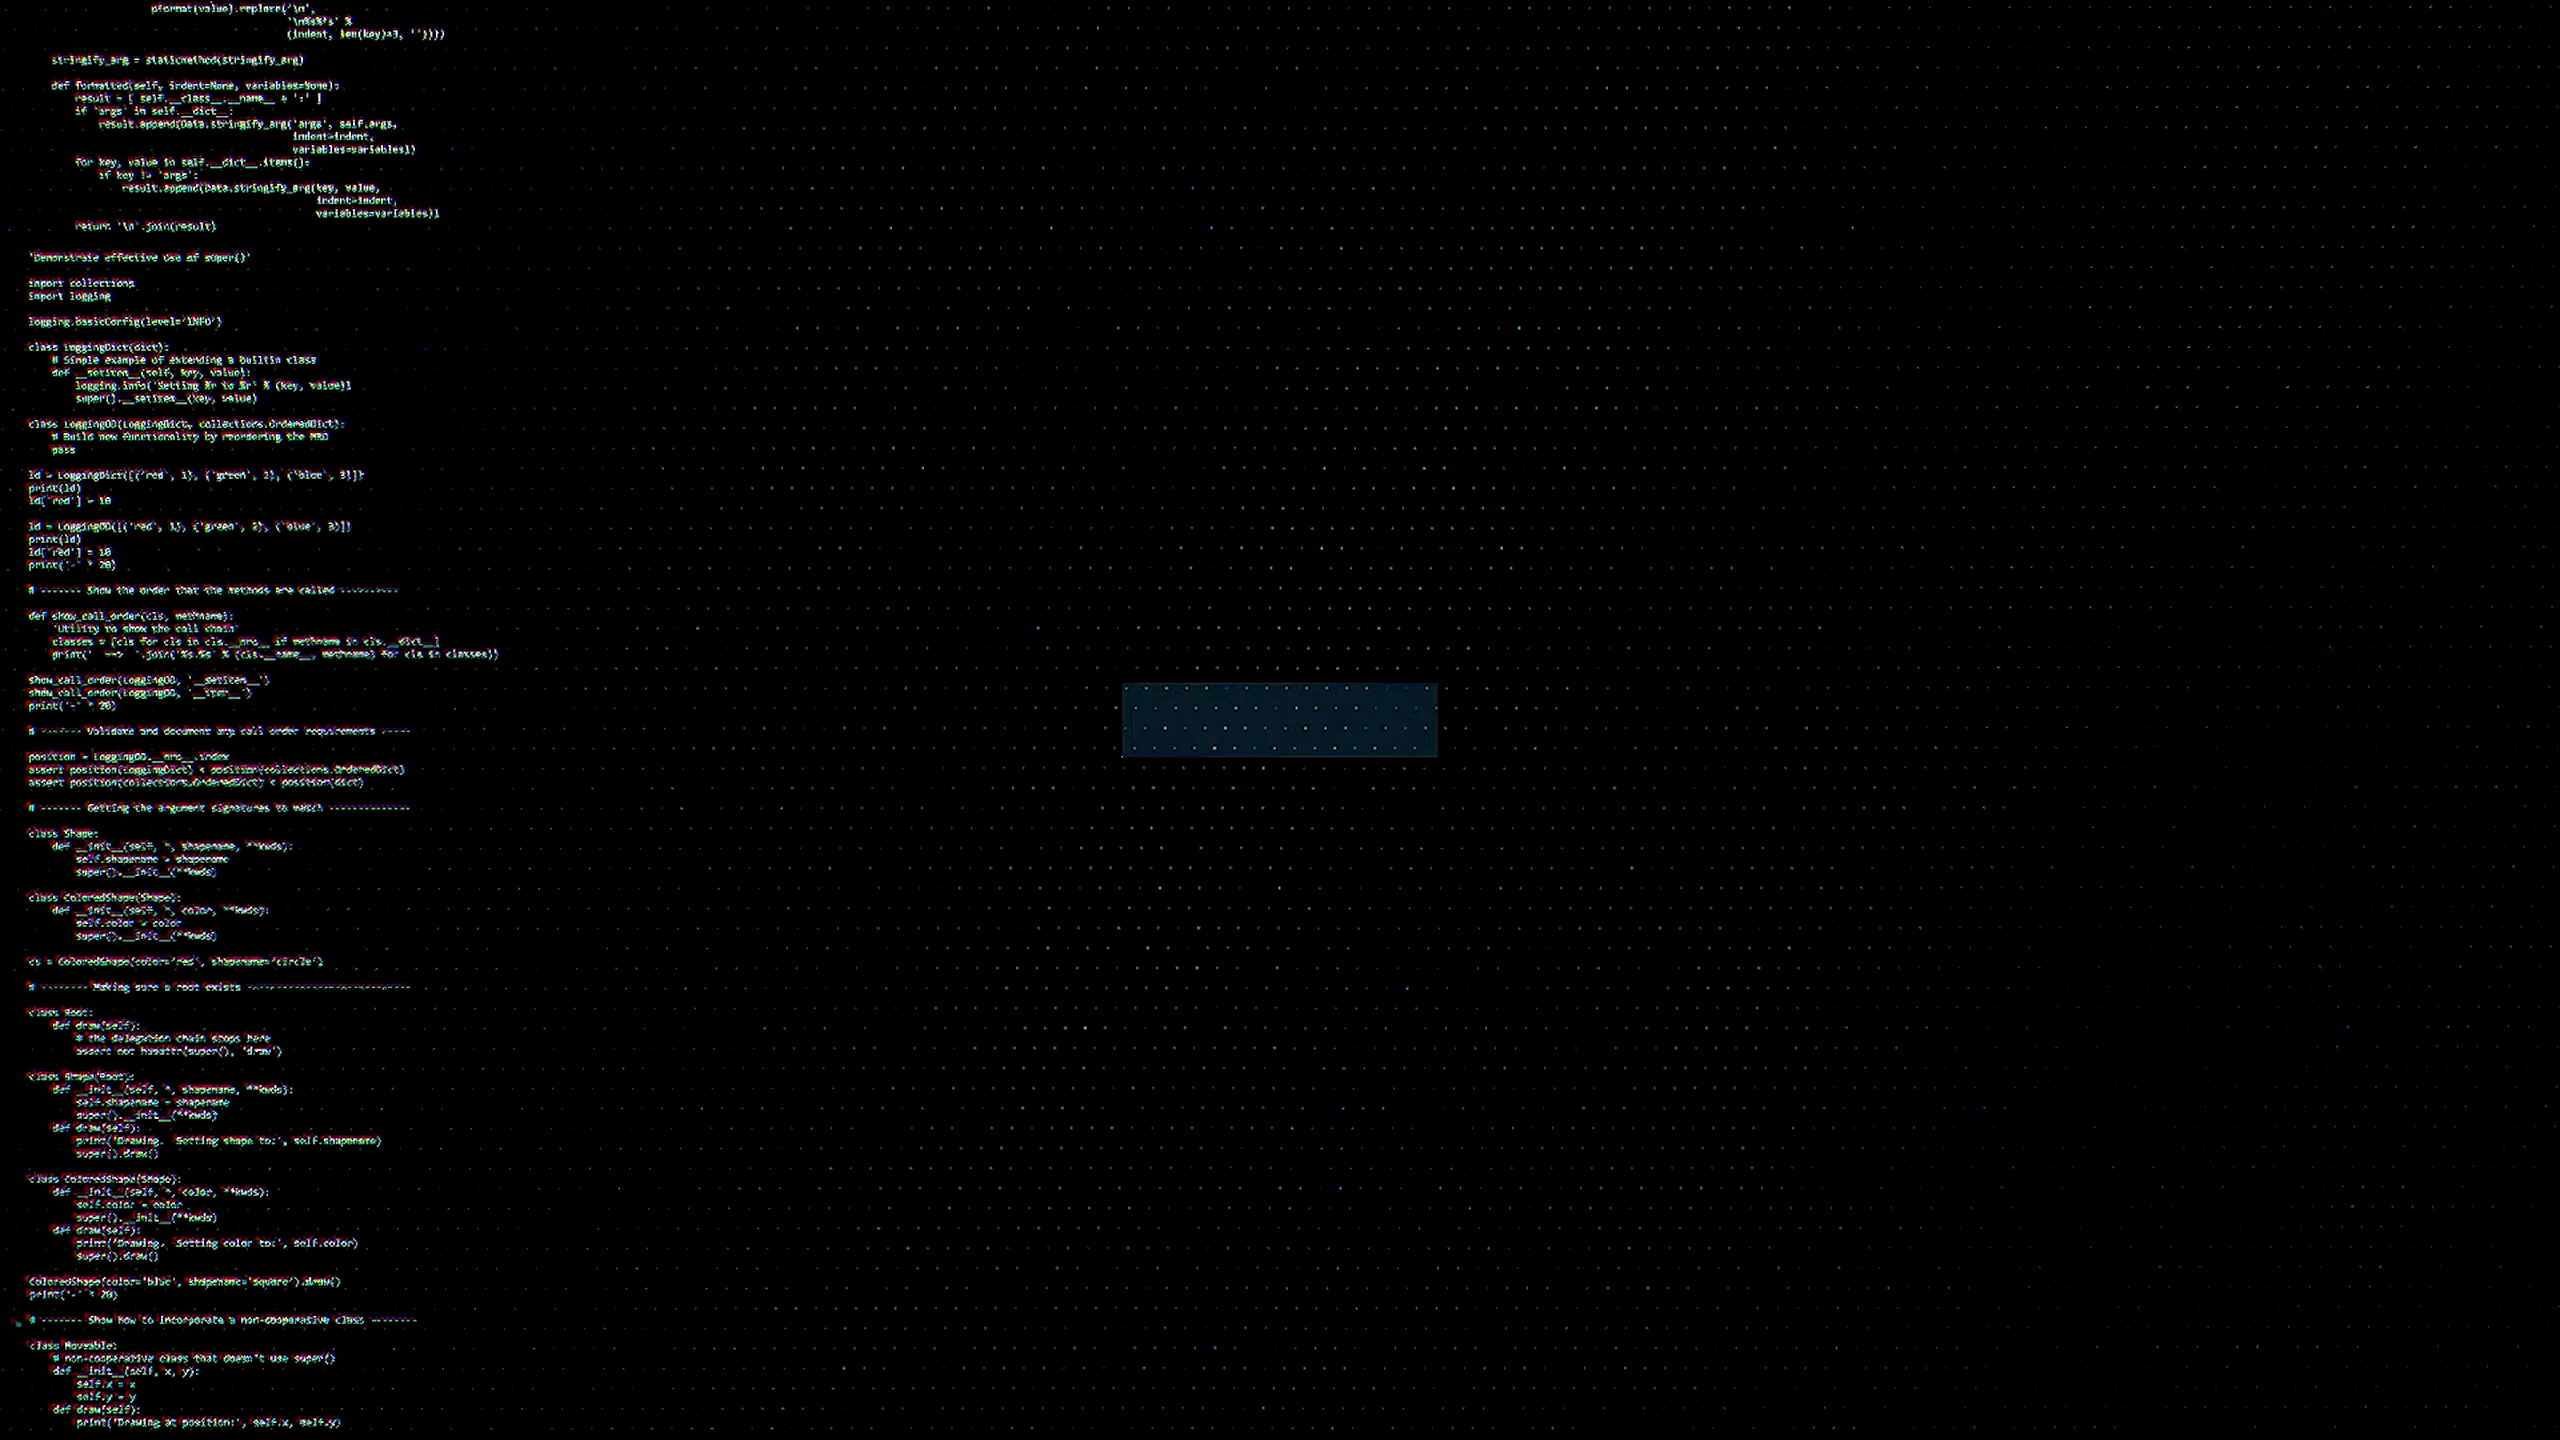 pformat(value).replace('\n',
'\n%s%s' %
(indent, len(key)+3, ''))))
stringify_arg = staticmethod(stringify_arg)
def formatted(self, indent=None, variables=None):
result = [ self.__class__.__name__ + ':' ]
if 'args' in self.__dict__:
result.append(Data.stringify_arg('args', self.args,
indent=indent,
variables=variables))
for key, value in self.__dict__.items():
if key != 'args':
result.append(Data.stringify_arg(key, value,
indent=indent,
variables=variables))
return '\n'.join(result)
'Demonstrate effective use of super()'
import collections
import logging
logging.basicConfig(level='INFO')
class LoggingDict(dict):
# Simple example of extending a builtin class
def __setitem__(self, key, value):
logging.info('Setting %r to %r' % (key, value))
super().__setitem__(key, value)
class LoggingOD(LoggingDict, collections.OrderedDict):
# Build new functionality by reordering the MRO
pass
ld = LoggingDict([('red', 1), ('green', 2), ('blue', 3)])
print(ld)
ld['red'] = 10
ld = LoggingOD([('red', 1), ('green', 2), ('blue', 3)])
print(ld)
ld['red'] = 10
print('-' * 20)
# ------- Show the order that the methods are called ----------
def show_call_order(cls, methname):
'Utility to show the call chain'
classes = [cls for cls in cls.__mro__ if methname in cls.__dict__]
print(' ==> '.join('%s.%s' % (cls.__name__, methname) for cls in classes))
show_call_order(LoggingOD, '__setitem__')
show_call_order(LoggingOD, '__iter__')
print('-' * 20)
# ------- Validate and document any call order requirements -----
position = LoggingOD.__mro__.index
assert position(LoggingDict) < position(collections.OrderedDict)
assert position(collections.OrderedDict) < position(dict)
# ------- Getting the argument signatures to match --------------
class Shape:
def __init__(self, *, shapename, **kwds):
self.shapename = shapename
super().__init__(**kwds)
class ColoredShape(Shape):
def __init__(self, *, color, **kwds):
self.color = color
super().__init__(**kwds)
cs = ColoredShape(color='red', shapename='circle')
# -------- Making sure a root exists ----------------------------
class Root:
def draw(self):
# the delegation chain stops here
assert not hasattr(super(), 'draw')
class Shape(Root):
def __init__(self, *, shapename, **kwds):
self.shapename = shapename
super().__init__(**kwds)
def draw(self):
print('Drawing.  Setting shape to:', self.shapename)
super().draw()
class ColoredShape(Shape):
def __init__(self, *, color, **kwds):
self.color = color
super().__init__(**kwds)
def draw(self):
print('Drawing.  Setting color to:', self.color)
super().draw()
ColoredShape(color='blue', shapename='square').draw()
print('-' * 20)
# ------- Show how to incorporate a non-cooperative class --------
class Moveable:
# non-cooperative class that doesn't use super()
def __init__(self, x, y):
self.x = x
self.y = y
def draw(self):
print('Drawing at position:', self.x, self.y)